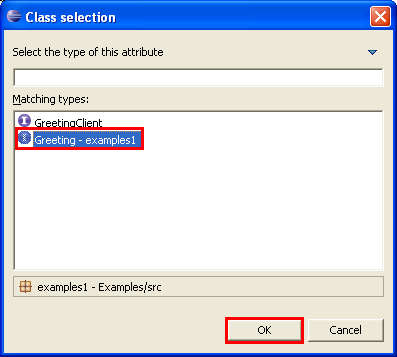 Class selection
Select the type of this attribute
Matching types:
GreetingClient
Greeting - examples1
examples1 - Examples/src
OK
Cancel